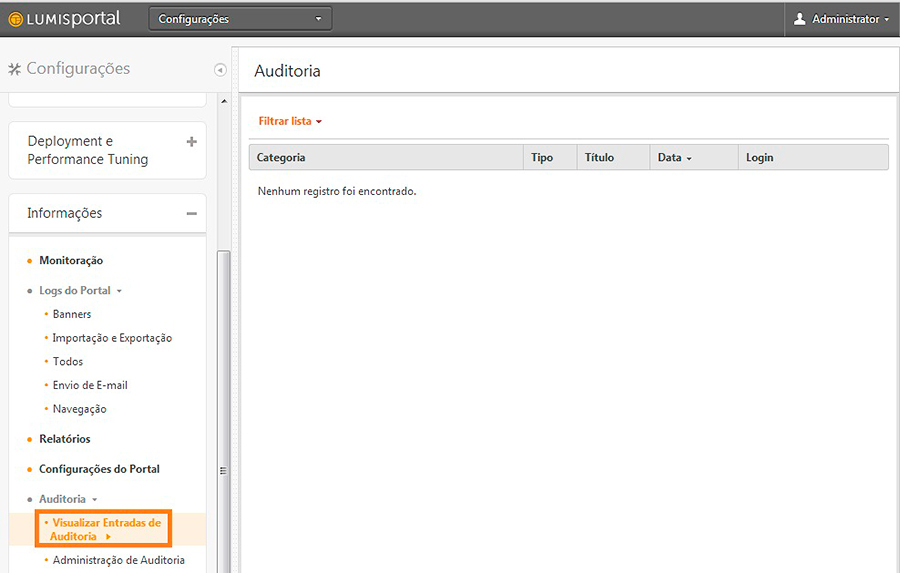 LUMISPORTAL
Configurações
Administrator
Configurações
Auditoria
Deployment e
Performance Tuning
Informações
Monitoração
Logs do Portal
Banners
Importação e Exportação
Todos
Envio de E-mail
Navegação
Relatórios
Configurações do Portal
Auditoria
Visualizar Entradas de
Auditoria
Administração de Auditoria
Filtrar lista
Categoria Tipo Título Data Login
Nenhum registro foi encontrado.